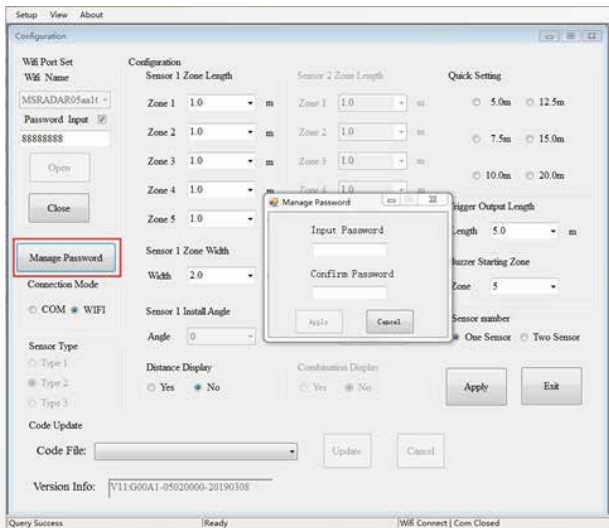 Setup View About
Configuration
Wifi Port Set
Wifi Name
MSRADAR05aa1t
Password Input
88888888
Open
Close
Manage Password
Connection Mode
COM WIFI
Sensor Type
Type 1
Type 2
Type 3
Configuration
Sensor 1 Zone Length
Zone 1 1.0 m
Zone 2 1.0 m
Zone 3 1.0 m
Zone 4 1.0 m
Zone 5 1.0
Sensor 1 Zone Width
Width 2.0
Sensor 1 Install Angle
Angle 0
Distance Display
Yes No
Sensor 2 Zone Length
Zone 1 1.0 m
Zone 2 1.0 m
Zone 3 1.0 m
Zone 4 1.0 m
Manage Password
Input Password
Confirm Password
Apply Cancel
Combination Display
Yes No
Quick Setting
5.0m 12.5m
7.5m 15.0m
10.0m 20.0m
Trigger Output Length
Length 5.0 m
Buzzer Starting Zone
Zone 5
Sensor number
One Sensor Two Sensor
Apply Exit
Code Update
Code File: Update Cancel
Version Info: V11:G00A1-05020000-20190308
Query Success Ready Wifi Connect | Com Closed